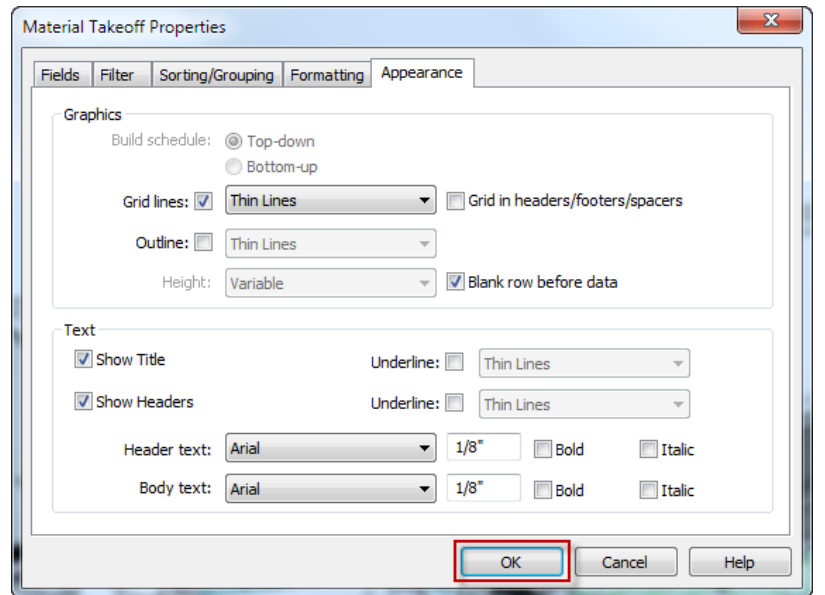 Material Takeoff Properties
Fields Filter Sorting/Grouping Formatting Appearance
Graphics
Build schedule: Top-down
Bottom-up
Grid lines: Thin Lines Grid in headers/footers/spacers
Outline: Thin Lines
Height: Variable Blank row before data
Text
Show Title Underline: Thin Lines
Show Headers Underline: Thin Lines
Header text: Arial 1/8" Bold Italic
Body text: Arial 1/8" Bold Italic
OK Cancel Help